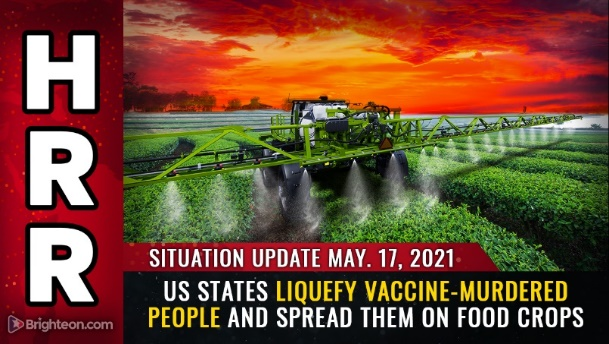 HRR
SITUATION UPDATE MAY. 17, 2021
US STATES LIQUEFY VACCINE-MURDERED
PEOPLE AND SPREAD THEM ON FOOD CROPS
Brighteon.com